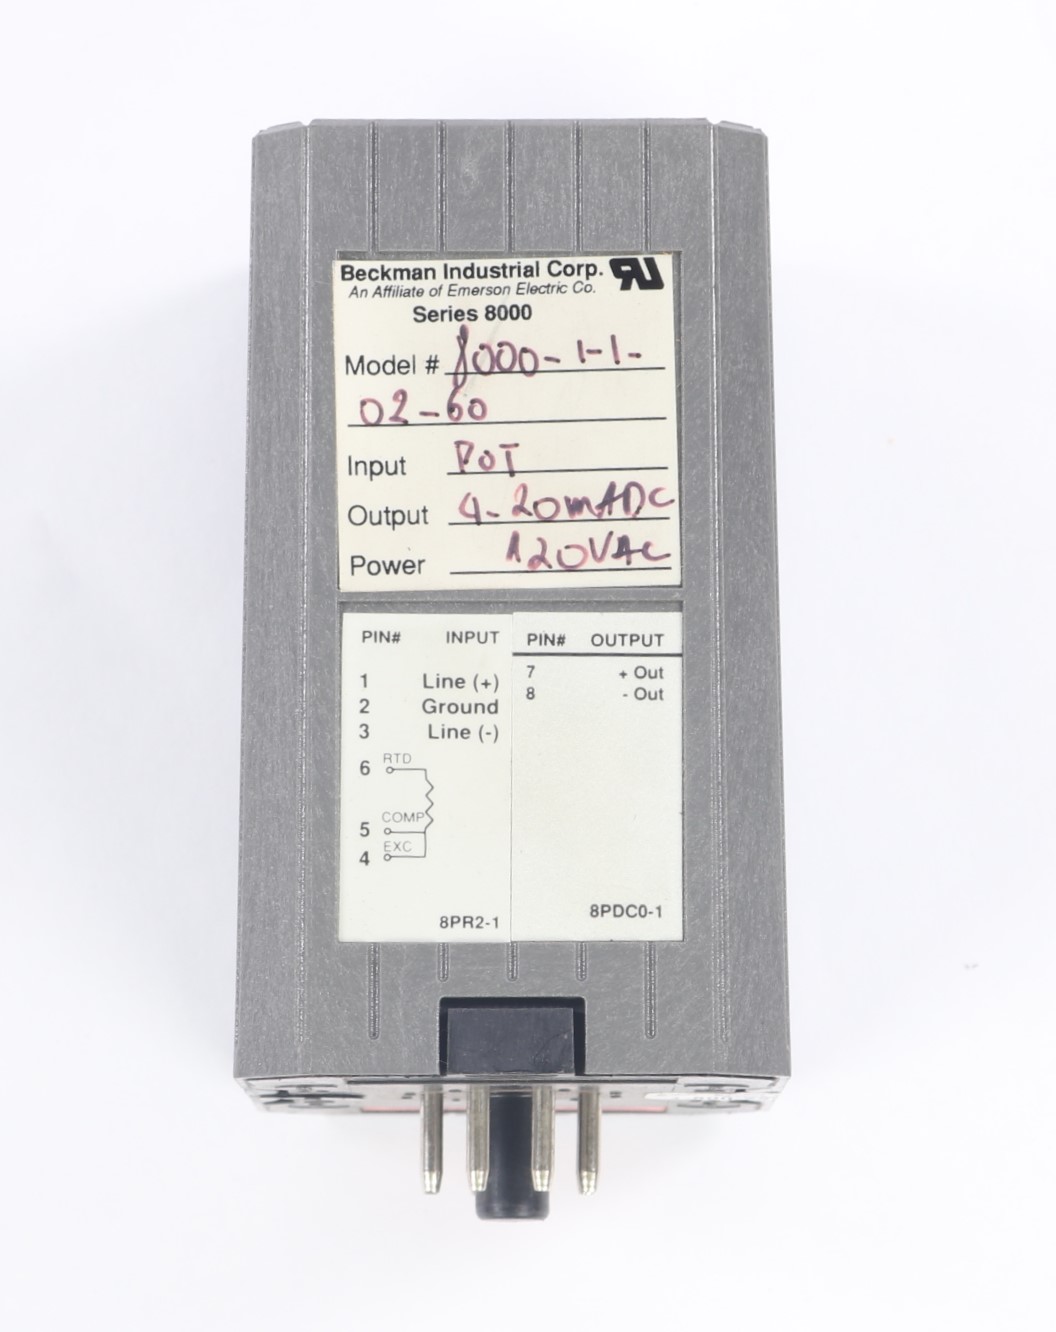 Beckman Industrial Corp.
An Affiliate of Emerson Electric Co.
Series 8000
Model # 8000-1-1-
02-60
Input POT
Output 4-20mADC
Power 120VAC
PIN# INPUT
1 Line (+)
2 Ground
3 Line (-)
6 RTD
5 COMP
4 EXC
8PR2-1
PIN# OUTPUT
7 + Out
8 - Out
8PDC0-1